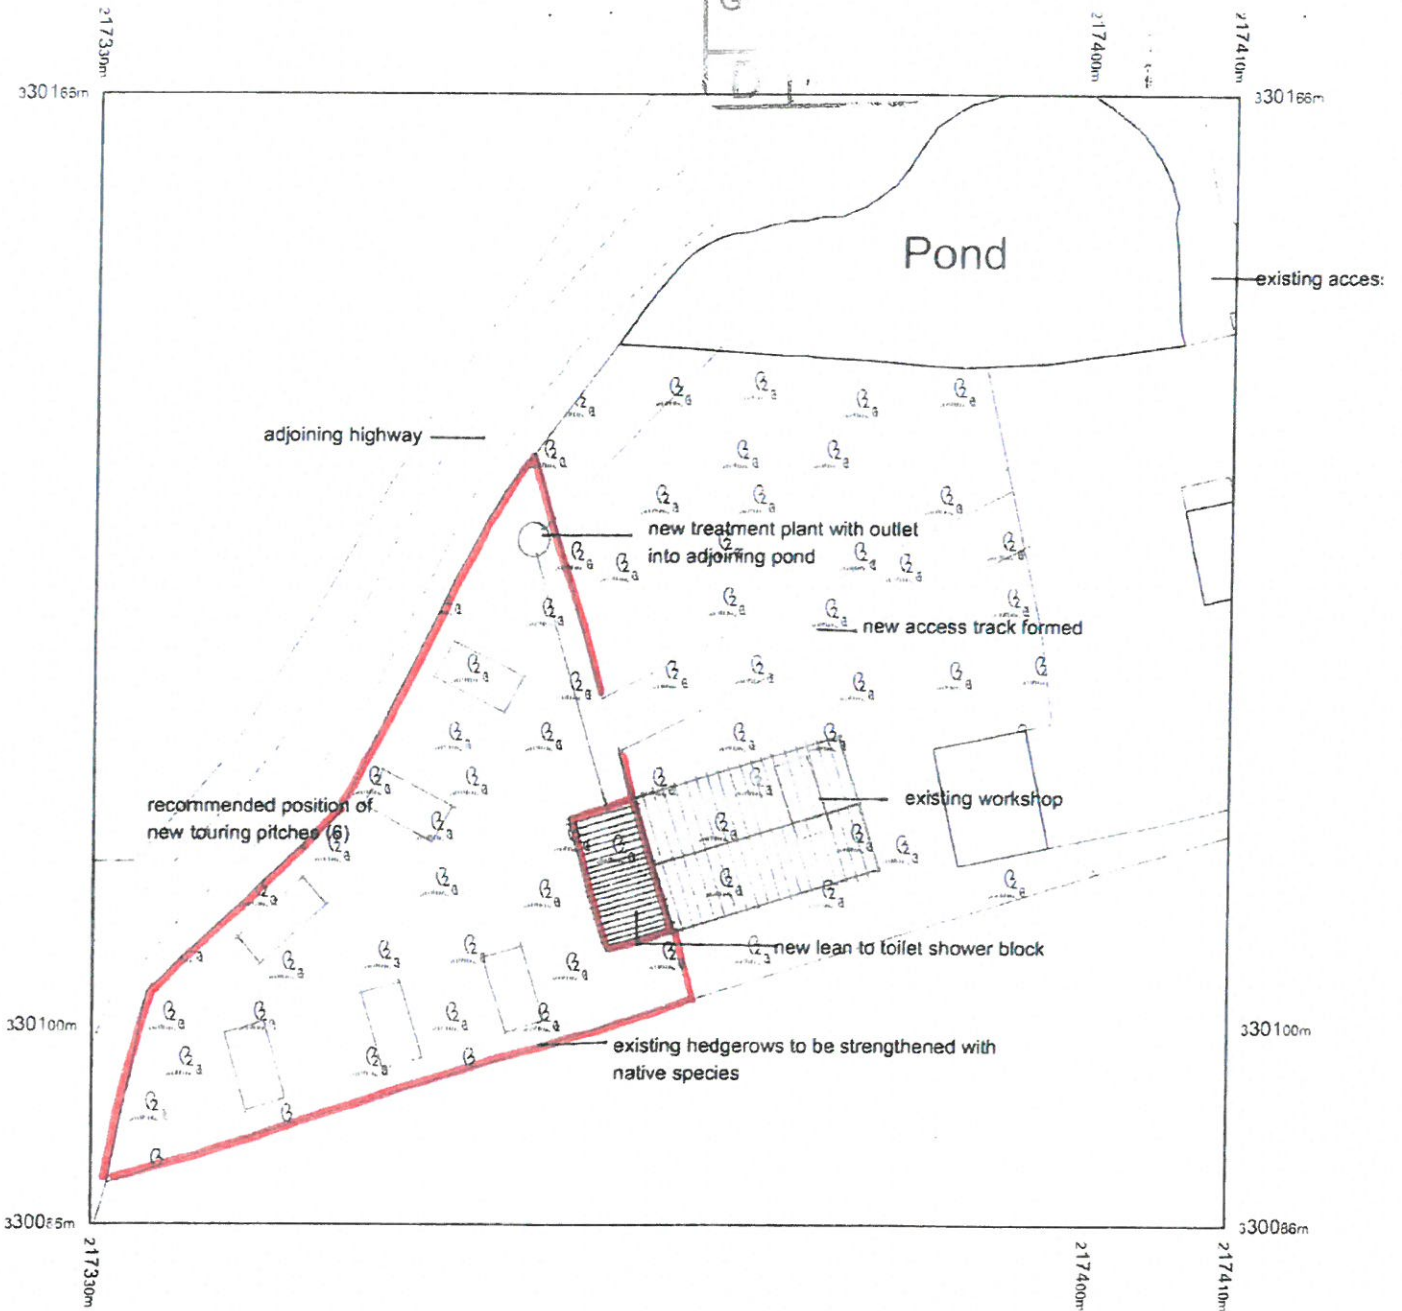 217330m
217400m
217410m
330165m
330166m
Pond
existing acces
adjoining highway
new treatment plant with outlet
into adjoining pond
new access track formed
recommended position of
new touring pitches (6)
existing workshop
new lean to toilet shower block
330100m
330100m
existing hedgerows to be strengthened with
native species
330085m
330086m
217330m
217400m
217410m